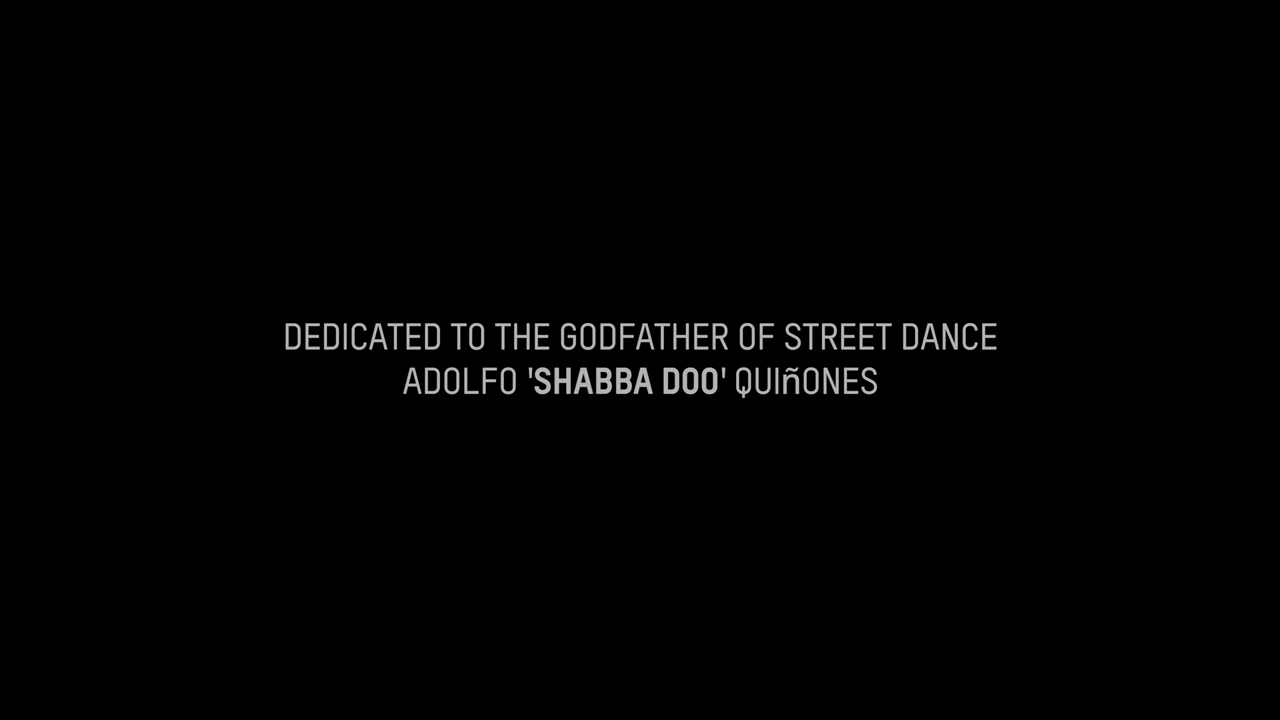 DEDICATED TO THE GODFATHER OF STREET DANCE
ADOLFO 'SHABBA DOO' QUIñONES